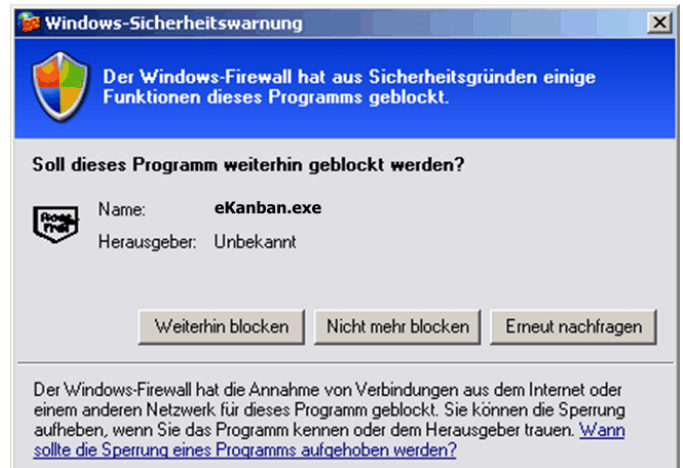 Windows-Sicherheitswarnung
Der Windows-Firewall hat aus Sicherheitsgründen einige
Funktionen dieses Programms geblockt.
Soll dieses Programm weiterhin geblockt werden?
Name: eKanban.exe
Herausgeber: Unbekannt
Weiterhin blocken Nicht mehr blocken Erneut nachfragen
Der Windows-Firewall hat die Annahme von Verbindungen aus dem Internet oder
einem anderen Netzwerk für dieses Programm geblockt. Sie können die Sperrung
aufheben, wenn Sie das Programm kennen oder dem Herausgeber trauen. Wann
sollte die Sperrung eines Programms aufgehoben werden?